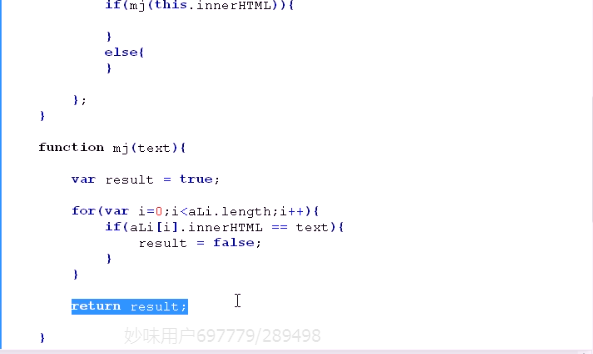 if(mj(this.innerHTML)){
}
else{
}
};
}
function mj(text){
var result = true;
for(var i=0;i<aLi.length;i++){
if(aLi[i].innerHTML == text){
result = false;
}
}
return result;
}
妙味用户697779/289498